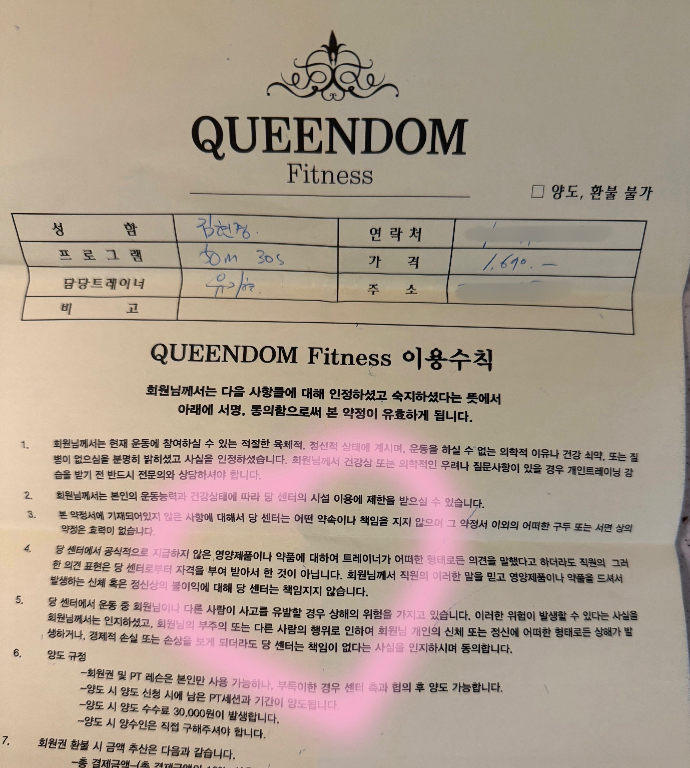 QUEENDOM
Fitness
□ 양도, 환불 불가
성 함 김현정. 연락처
프로그램 30M 30S 가 격 1,690.—
담당트레이너 주 소
비 고
QUEENDOM Fitness 이용수칙
회원님께서는 다음 사항들에 대해 인정하셨고 숙지하셨다는 뜻에서
아래에 서명, 동의함으로써 본 약정이 유효하게 됩니다.
1. 회원님께서는 현재 운동에 참여하실 수 있는 적절한 육체적, 정신적 상태에 계시며, 운동을 하실 수 없는 의학적 이유나 건강 쇠약, 또는 질
병이 없으심을 분명히 밝히셨고 사실을 인정하셨습니다. 회원님께서 건강상 또는 의학적인 우려나 질문사항이 있을 경우 개인트레이닝 강
습을 받기 전 반드시 전문의와 상담하셔야 합니다.
2. 회원님께서는 본인의 운동능력과 건강상태에 따라 당 센터의 시설 이용에 제한을 받으실 수 있습니다.
3. 본 약정서에 기재되어있지 않은 사항에 대해서 당 센터는 어떤 약속이나 책임을 지지 않으며 그 약정서 이외의 어떠한 구두 또는 서면 상의
약정은 효력이 없습니다.
4. 당 센터에서 공식적으로 지급하지 않은 영양제품이나 약품에 대하여 트레이너가 어떠한 형태로든 의견을 말했다고 하더라도 직원의 그러
한 의견 표현은 당 센터로부터 자격을 부여 받아서 한 것이 아닙니다. 회원님께서 직원의 이러한 말을 믿고 영양제품이나 약품을 드셔서
발생하는 신체 혹은 정신상의 불이익에 대해 당 센터는 책임지지 않습니다.
5. 당 센터에서 운동 중 회원님이나 다른 사람이 사고를 유발할 경우 상해의 위험을 가지고 있습니다. 이러한 위험이 발생할 수 있다는 사실을
회원님께서는 인지하셨고, 회원님의 부주의 또는 다른 사람의 행위로 인하여 회원님 개인의 신체 또는 정신에 어떠한 형태로든 상해가 발
생하거나, 경제적 손실 또는 손상을 보게 되더라도 당 센터는 책임이 없다는 사실을 인지하시며 동의합니다.
6. 양도 규정
–회원권 및 PT 레슨은 본인만 사용 가능하나, 부득이한 경우 센터 측과 협의 후 양도 가능합니다.
–양도 시 양도 신청 시에 남은 PT세션과 기간이 양도됩니다.
–양도 시 양도 수수료 30,000원이 발생합니다.
–양도 시 양수인은 직접 구해주셔야 합니다.
7. 회원권 환불 시 금액 추산은 다음과 같습니다.
–총 결제금액–(총 결제금액의